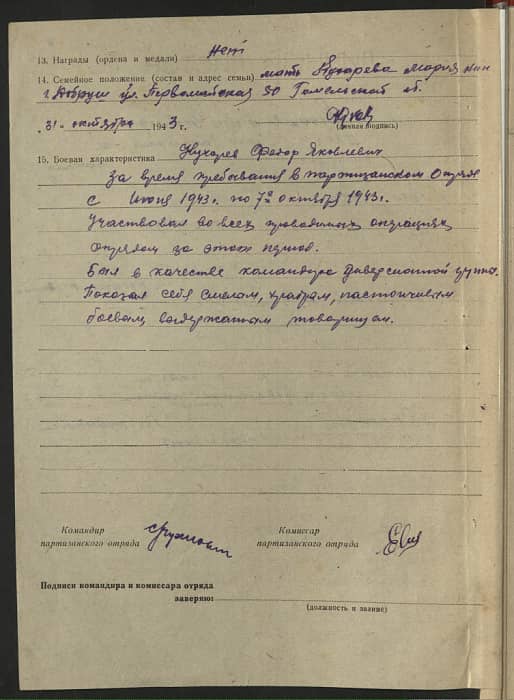 13. Награды (ордена и медали) Нет
14. Семейное положение (состав и адрес семьи) мать Кухарева Мария
г. Добруш ул. Первомайская 30 Гомельской об.
„31“ октября 1943 г.
(личная подпись)
15. Боевая характеристика Кухарев Федор Яковлевич
За время пребывания в партизанском Отряде
с Июня 1943 г. по 7е октября 1943 г.
Участвовал во всех проводимых операциях
отрядом за этот период.
Был в качестве командира диверсионной группы.
Показал себя смелым, храбрым, настойчивым
боевым выдержанным товарищом.
Командир
партизанского отряда
Комиссар
партизанского отряда
Подписи командира и комиссара отряда
заверяю:
(должность и звание)